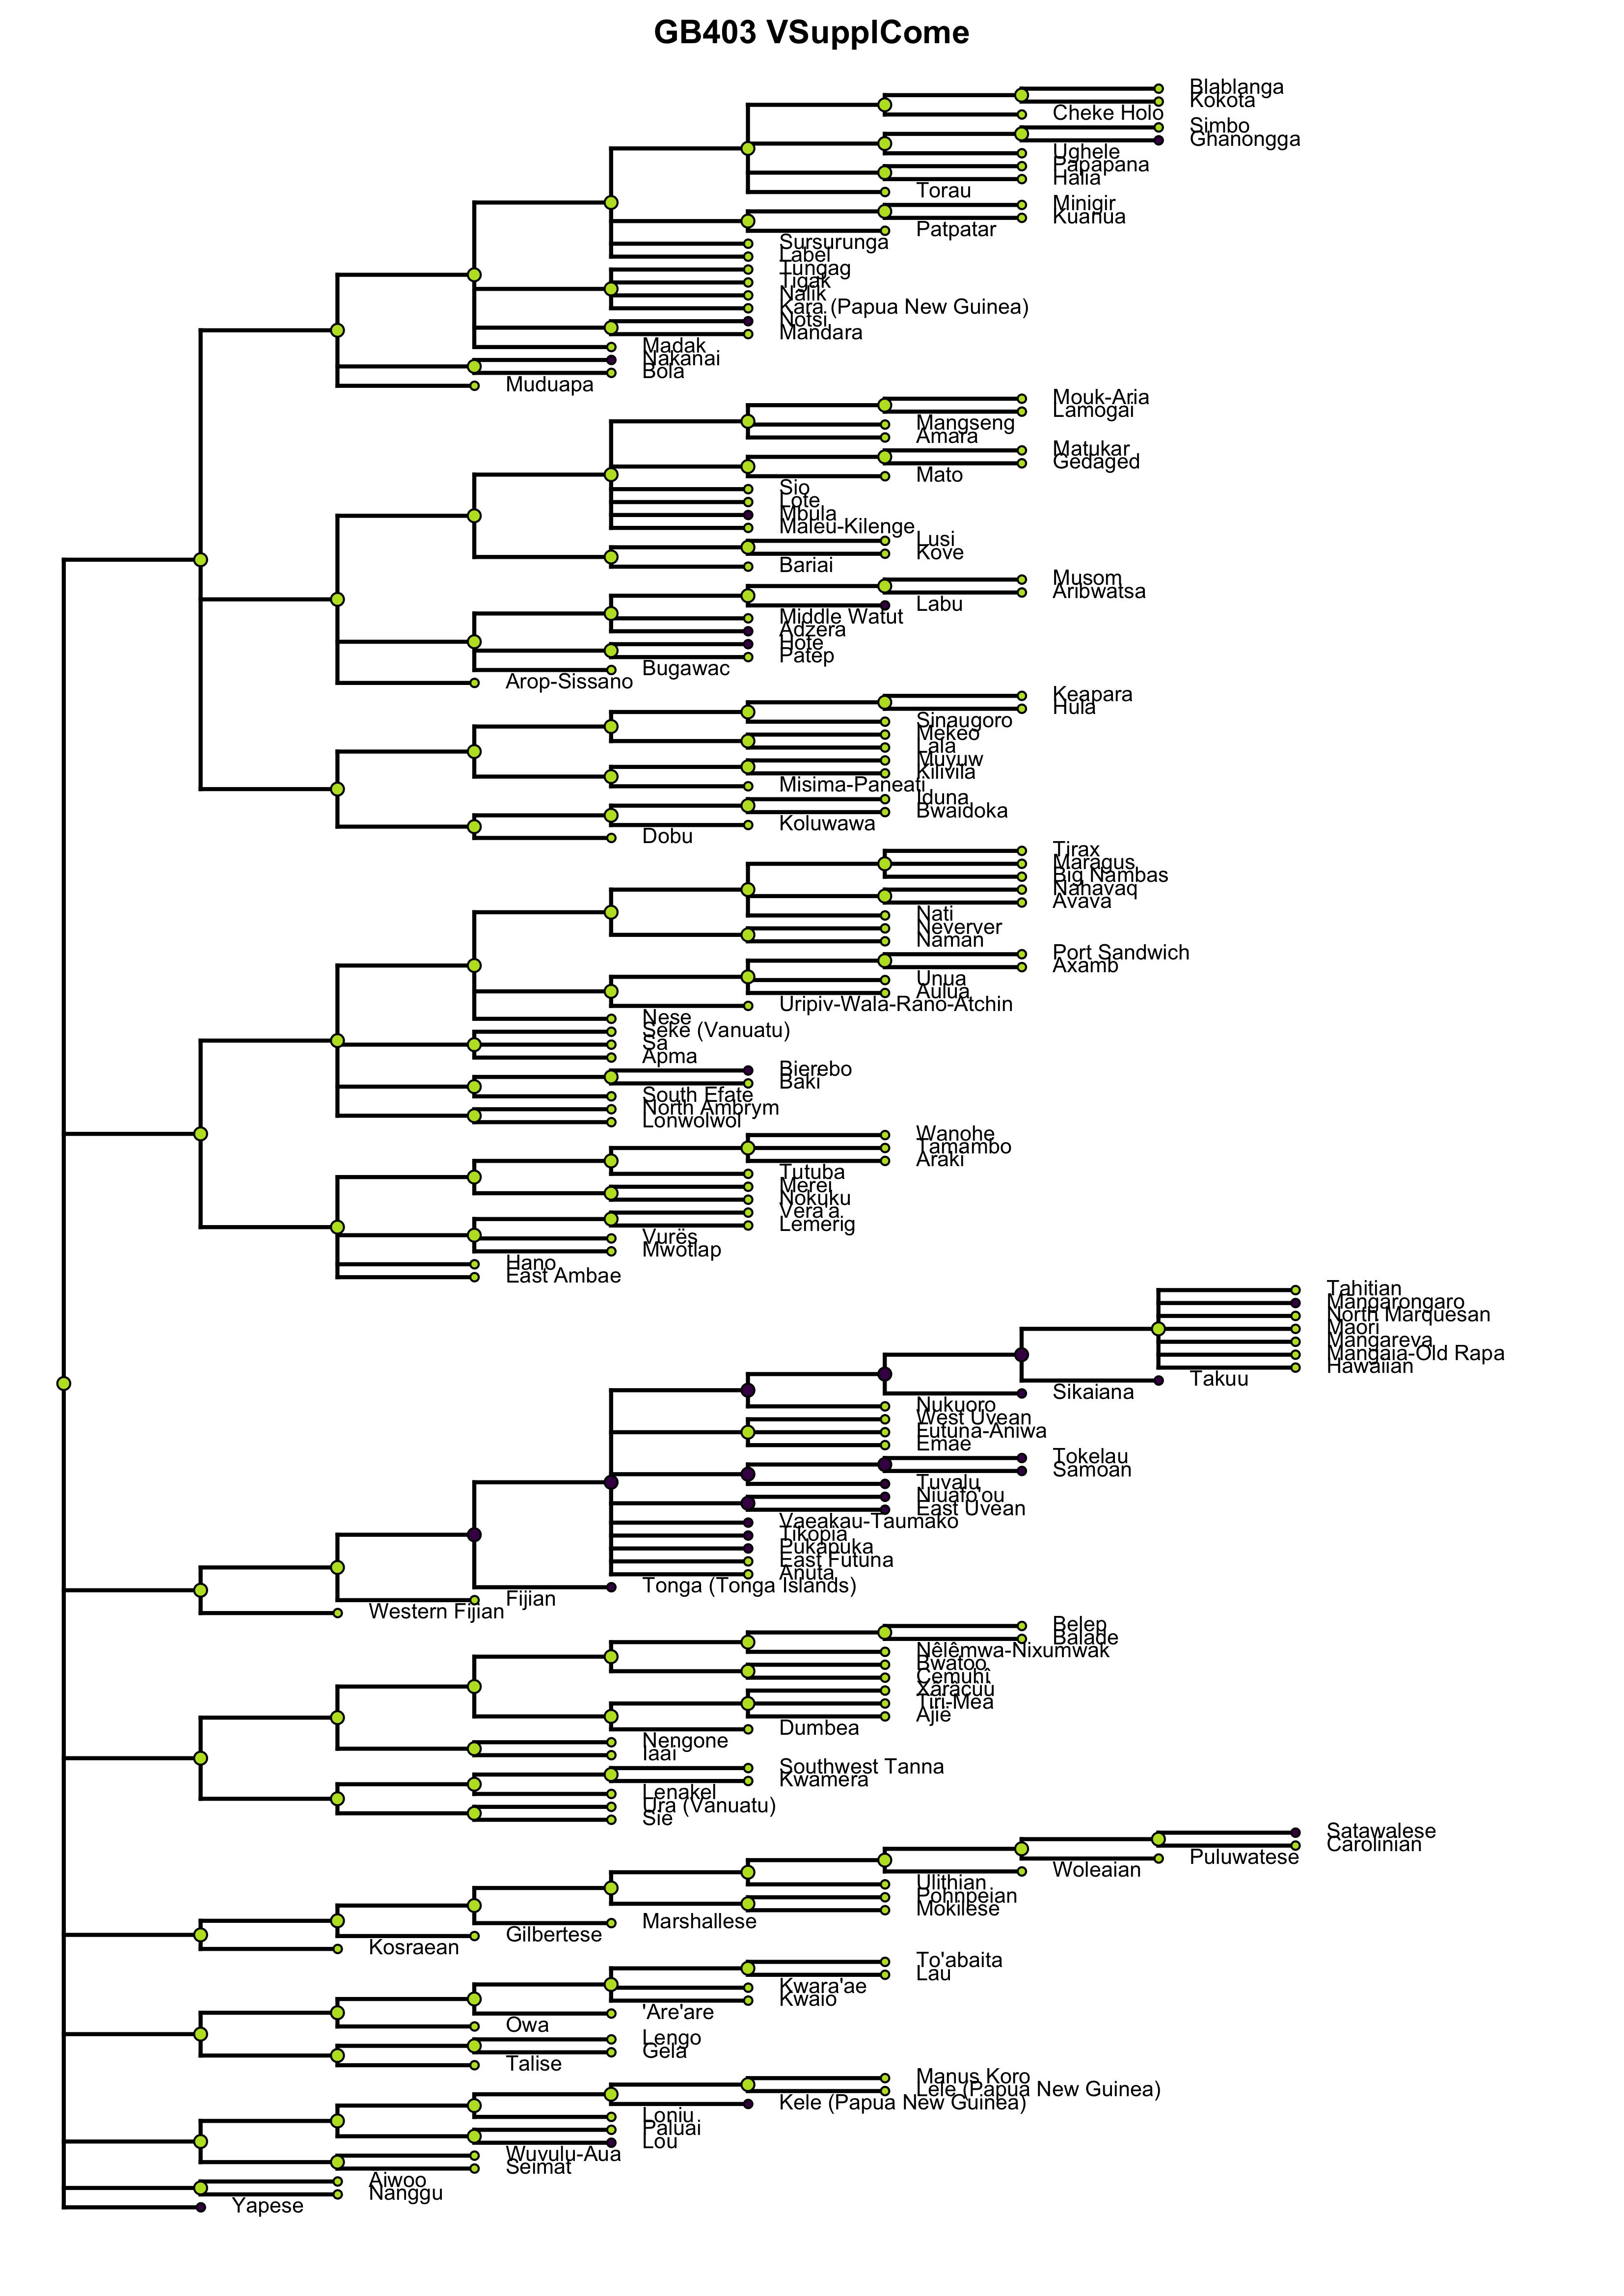 GB403 VSupplCome
Blablanga
Kokota
Cheke Holo
Simbo
Ghanongga
Ughele
Papapana
Halia
Torau
Minigir
Kuanua
Patpatar
Sursurunga
Label
Tungag
Tigak
Nalik
Kara (Papua New Guinea)
Notsi
Mandara
Madak
Nakanai
Bola
Muduapa
Mouk-Aria
Lamogai
Mangseng
Amara
Matukar
Gedaged
Mato
Sio
Lote
Mbula
Maleu-Kilenge
Lusi
Kove
Bariai
Musom
Aribwatsa
Labu
Middle Watut
Adzera
Hote
Patep
Bugawac
Arop-Sissano
Keapara
Hula
Sinaugoro
Mekeo
Lala
Muyuw
Kilivila
Misima-Paneati
Iduna
Bwaidoka
Koluwawa
Dobu
Tirax
Maragus
Big Nambas
Nahavaq
Avava
Nati
Neverver
Naman
Port Sandwich
Axamb
Unua
Aulua
Uripiv-Wala-Rano-Atchin
Nese
Seke (Vanuatu)
Sa
Apma
Bierebo
Baki
South Efate
North Ambrym
Lonwolwol
Wanohe
Tamambo
Araki
Tutuba
Merei
Nokuku
Vera'a
Lemerig
Vurës
Mwotlap
Hano
East Ambae
Tahitian
Mangarongaro
North Marquesan
Maori
Mangareva
Mangaia-Old Rapa
Hawaiian
Takuu
Sikaiana
Nukuoro
West Uvean
Futuna-Aniwa
Emae
Tokelau
Samoan
Tuvalu
Niuafo'ou
East Uvean
Vaeakau-Taumako
Tikopia
Pukapuka
East Futuna
Anuta
Tonga (Tonga Islands)
Fijian
Western Fijian
Belep
Balade
Nêlêmwa-Nixumwak
Bwatoo
Cemuhî
Xârâcùù
Tiri-Mea
Ajië
Dumbea
Nengone
Iaai
Southwest Tanna
Kwamera
Lenakel
Ura (Vanuatu)
Sie
Satawalese
Carolinian
Puluwatese
Woleaian
Ulithian
Pohnpeian
Mokilese
Marshallese
Gilbertese
Kosraean
To'abaita
Lau
Kwara'ae
Kwaio
'Are'are
Owa
Lengo
Gela
Talise
Manus Koro
Lele (Papua New Guinea)
Kele (Papua New Guinea)
Loniu
Paluai
Lou
Wuvulu-Aua
Seimat
Aiwoo
Nanggu
Yapese